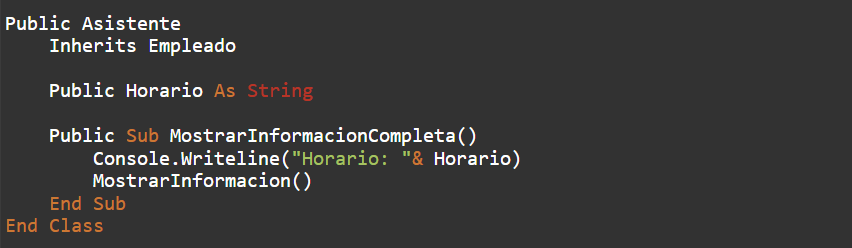 Public Asistente
    Inherits Empleado

    Public Horario As String

    Public Sub MostrarInformacionCompleta()
        Console.Writeline("Horario: "& Horario)
        MostrarInformacion()
    End Sub
End Class